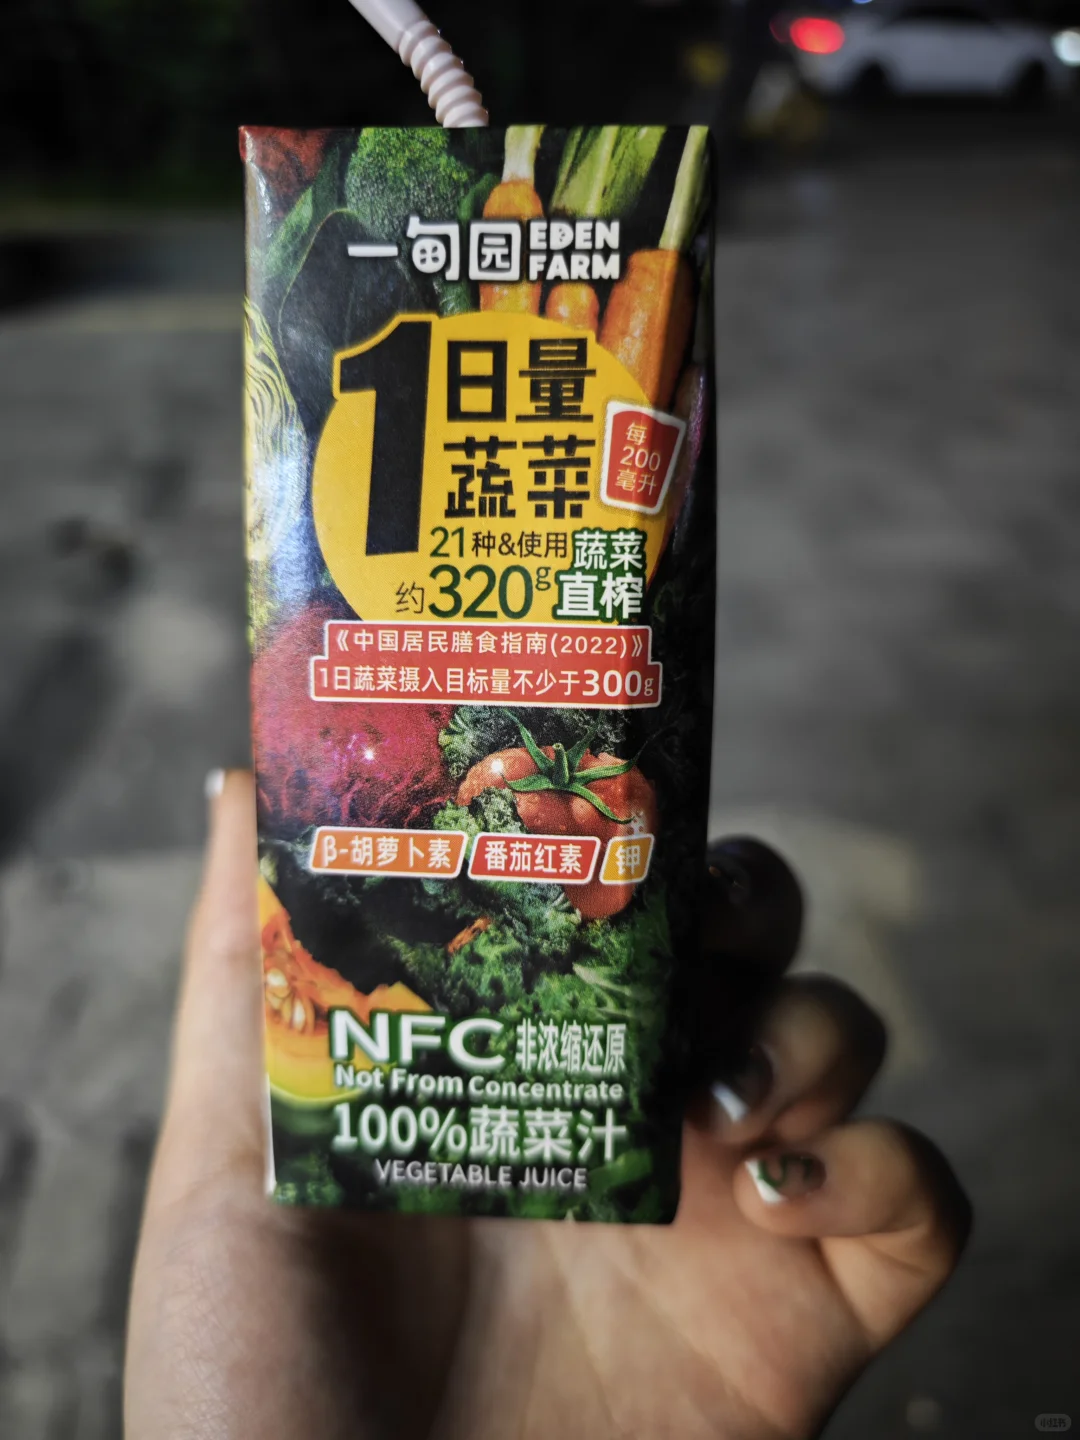 一甸园 EDEN FARM
1日量
蔬菜
每
200
毫升
21种&使用蔬菜
约320g直榨
《中国居民膳食指南(2022)》
1日蔬菜摄入目标量不少于300g
β-胡萝卜素 番茄红素 钾
NFC 非浓缩还原
Not From Concentrate
100%蔬菜汁
VEGETABLE JUICE
小红书